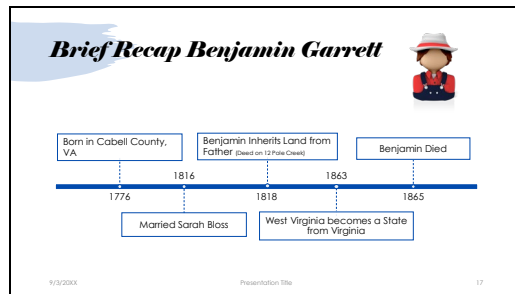 Brief Recap Benjamin Garrett
Born in Cabell County,
VA
Benjamin Inherits Land from
Father (Deed on 12 Pole Creek)
Benjamin Died
1816
1863
1776
1818
1865
Married Sarah Bloss
West Virginia becomes a State
from Virginia
9/3/20XX
Presentation Title
17